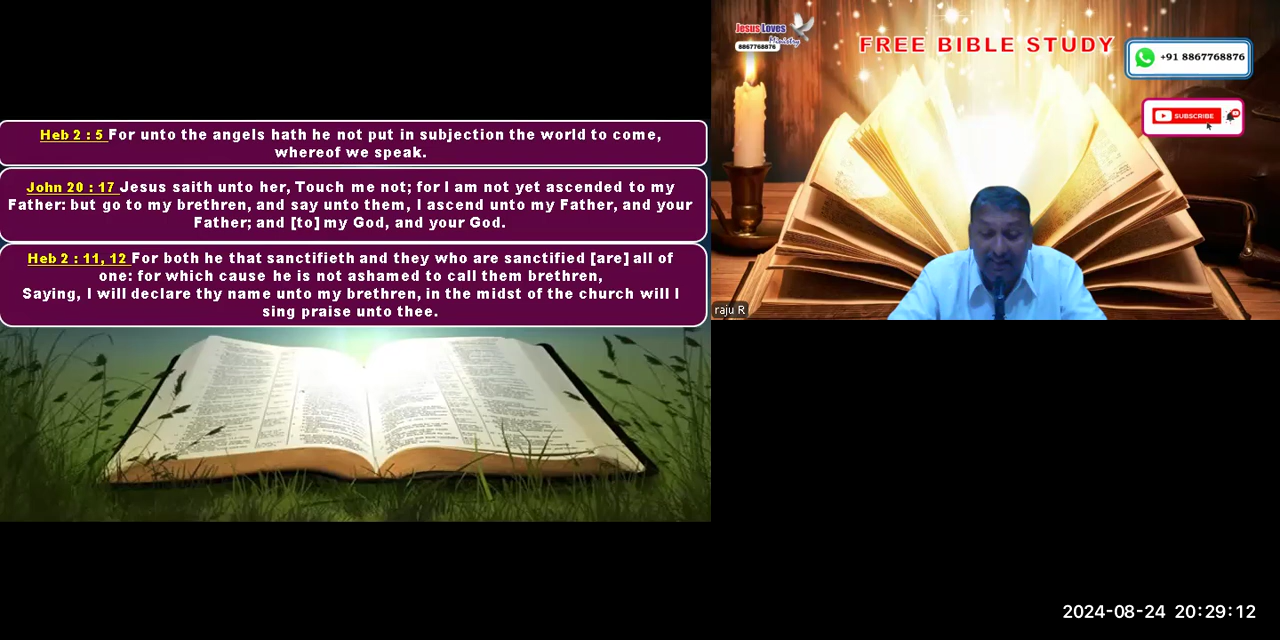 Heb 2 : 5 For unto the angels hath he not put in subjection the world to come,
whereof we speak.
John 20 : 17 Jesus saith unto her, Touch me not; for I am not yet ascended to my
Father: but go to my brethren, and say unto them, I ascend unto my Father, and your
Father; and [to] my God, and your God.
Heb 2 : 11, 12 For both he that sanctifieth and they who are sanctified [are] all of
one: for which cause he is not ashamed to call them brethren,
Saying, I will declare thy name unto my brethren, in the midst of the church will I
sing praise unto thee.
Jesus Loves
Ministry
8867768876
FREE BIBLE STUDY
+91 8867768876
SUBSCRIBE
raju R
2024-08-24 20:29:12